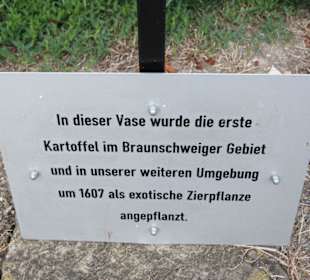 In dieser Vase wurde die erste
Kartoffel im Braunschweiger Gebiet
und in unserer weiteren Umgebung
um 1607 als exotische Zierpflanze
angepflanzt.